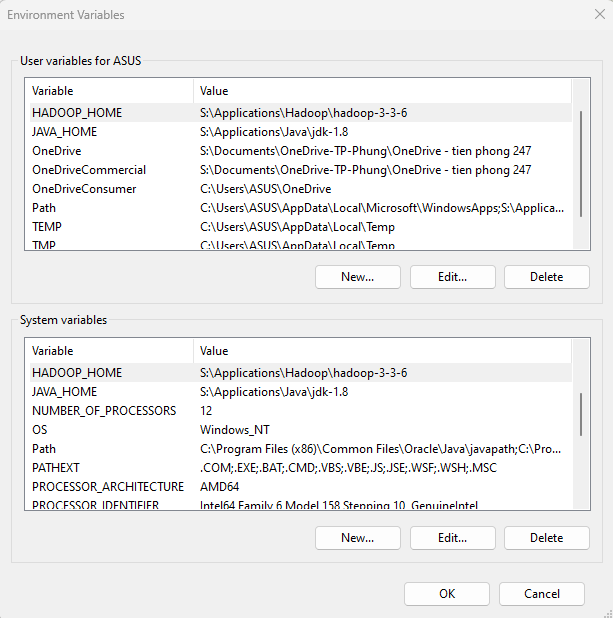 Environment Variables
User variables for ASUS
Variable Value
HADOOP_HOME S:\Applications\Hadoop\hadoop-3-3-6
JAVA_HOME S:\Applications\Java\jdk-1.8
OneDrive S:\Documents\OneDrive-TP-Phung\OneDrive - tien phong 247
OneDriveCommercial S:\Documents\OneDrive-TP-Phung\OneDrive - tien phong 247
OneDriveConsumer C:\Users\ASUS\OneDrive
Path C:\Users\ASUS\AppData\Local\Microsoft\WindowsApps;S:\Applica...
TEMP C:\Users\ASUS\AppData\Local\Temp
TMP C:\Users\ASUS\AppData\Local\Temp
New... Edit... Delete
System variables
Variable Value
HADOOP_HOME S:\Applications\Hadoop\hadoop-3-3-6
JAVA_HOME S:\Applications\Java\jdk-1.8
NUMBER_OF_PROCESSORS 12
OS Windows_NT
Path C:\Program Files (x86)\Common Files\Oracle\Java\javapath;C:\Pro...
PATHEXT .COM;.EXE;.BAT;.CMD;.VBS;.VBE;.JS;.JSE;.WSF;.WSH;.MSC
PROCESSOR_ARCHITECTURE AMD64
PROCESSOR_IDENTIFIER Intel64 Family 6 Model 158 Stepping 10, GenuineIntel
New... Edit... Delete
OK Cancel